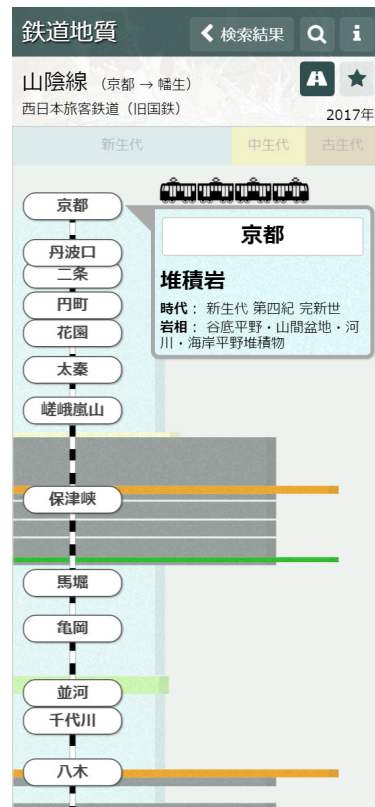 鉄道地質
検索結果
山陰線 (京都 → 幡生)
西日本旅客鉄道 (旧国鉄)
2017年
新生代 中生代 古生代
京都
京都
堆積岩
時代： 新生代 第四紀 完新世
岩相： 谷底平野・山間盆地・河
川・海岸平野堆積物
丹波口
二条
円町
花園
太秦
嵯峨嵐山
保津峡
馬堀
亀岡
並河
千代川
八木